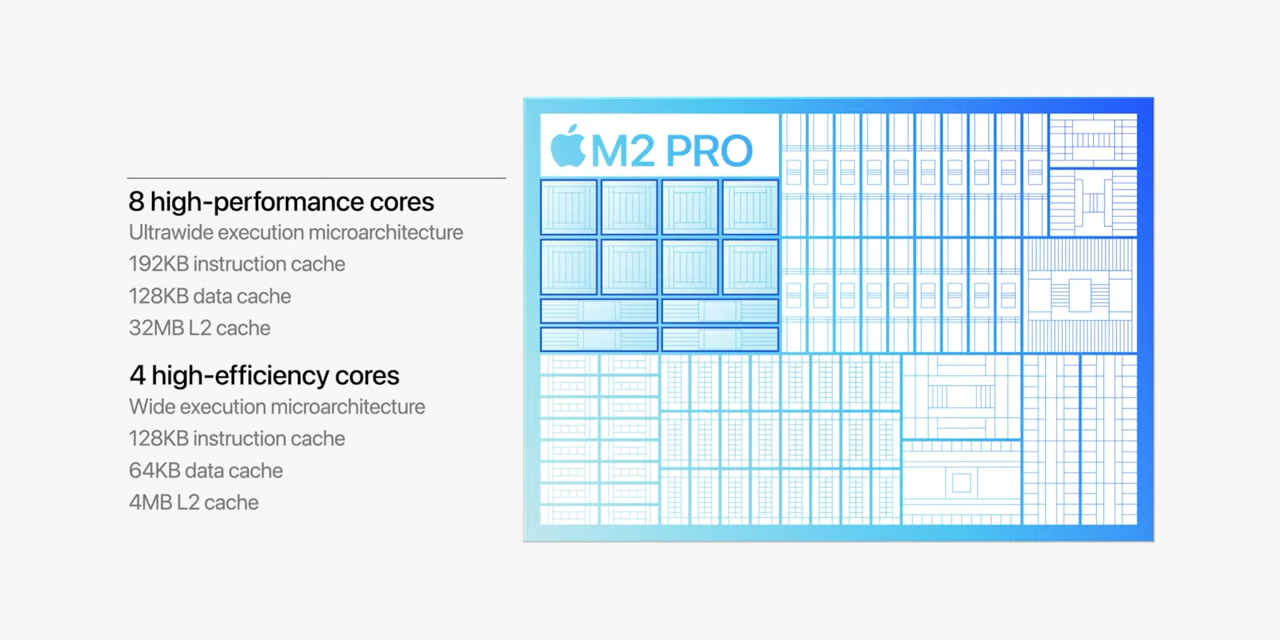 8 high-performance cores
Ultrawide execution microarchitecture
192KB instruction cache
128KB data cache
32MB L2 cache
4 high-efficiency cores
Wide execution microarchitecture
128KB instruction cache
64KB data cache
4MB L2 cache
M2 PRO